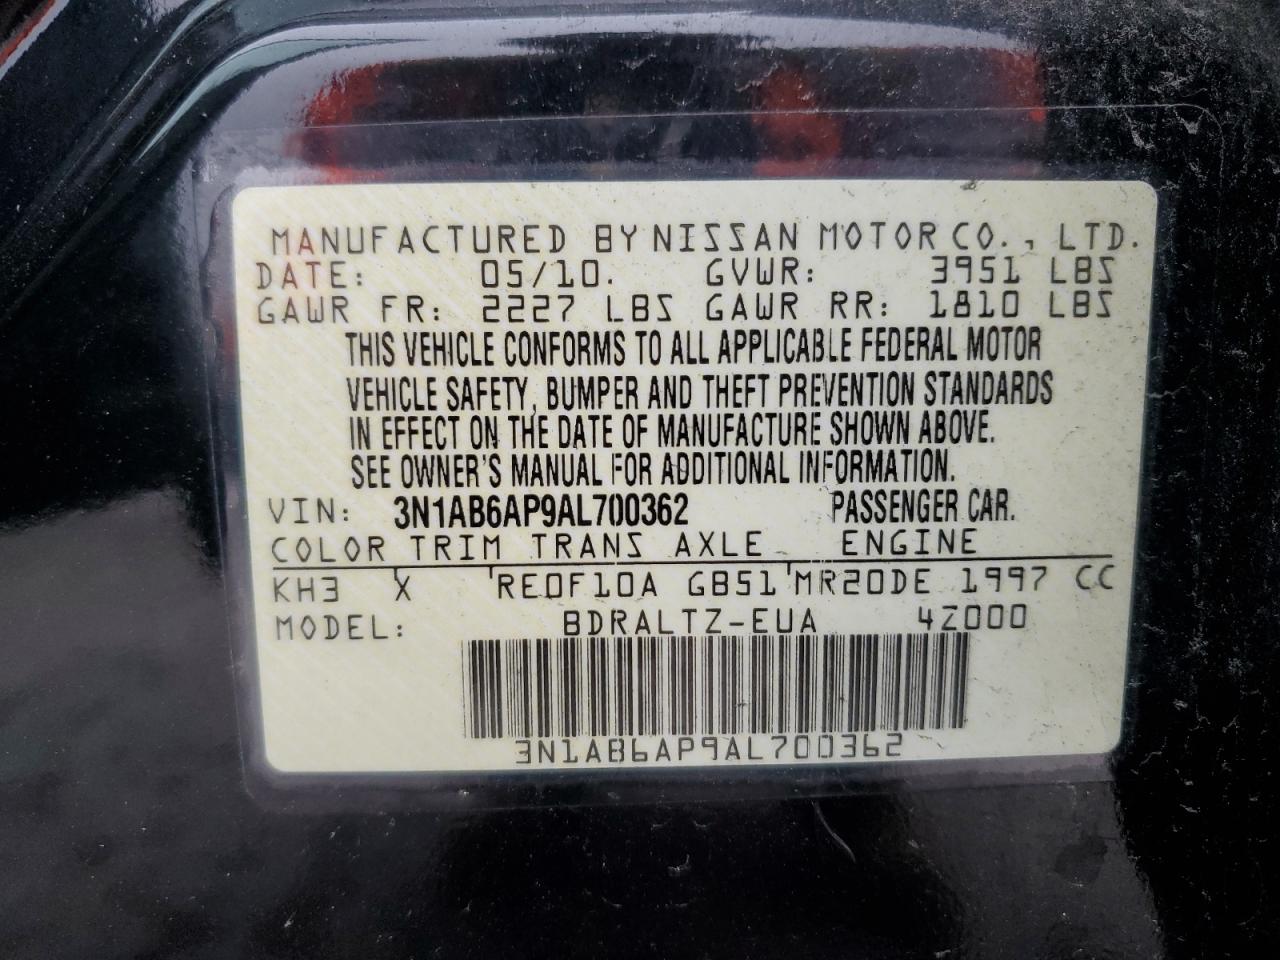 MANUFACTURED BY NISSAN MOTOR CO., LTD.
DATE: 05/10. GVWR: 3951 LBS
GAWR FR: 2227 LBS GAWR RR: 1810 LBS
THIS VEHICLE CONFORMS TO ALL APPLICABLE FEDERAL MOTOR
VEHICLE SAFETY, BUMPER AND THEFT PREVENTION STANDARDS
IN EFFECT ON THE DATE OF MANUFACTURE SHOWN ABOVE.
SEE OWNER'S MANUAL FOR ADDITIONAL INFORMATION.
VIN: 3N1AB6AP9AL700362 PASSENGER CAR.
COLOR TRIM TRANS AXLE ENGINE
KH3 X RE0F10A GB51 MR20DE 1997 CC
MODEL: BDRALTZ-EUA 4Z000
3N1AB6AP9AL700362